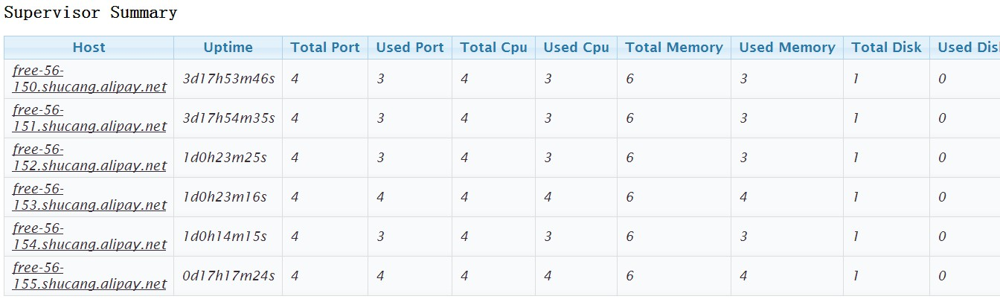 Supervisor Summary
Host Uptime Total Port Used Port Total Cpu Used Cpu Total Memory Used Memory Total Disk Used Dis
free-56-
150.shucang.alipay.net 3d17h53m46s 4 3 4 3 6 3 1 0
free-56-
151.shucang.alipay.net 3d17h54m35s 4 3 4 3 6 3 1 0
free-56-
152.shucang.alipay.net 1d0h23m25s 4 3 4 3 6 3 1 0
free-56-
153.shucang.alipay.net 1d0h23m16s 4 4 4 4 6 4 1 0
free-56-
154.shucang.alipay.net 1d0h14m15s 4 3 4 3 6 3 1 0
free-56-
155.shucang.alipay.net 0d17h17m24s 4 4 4 4 6 4 1 0